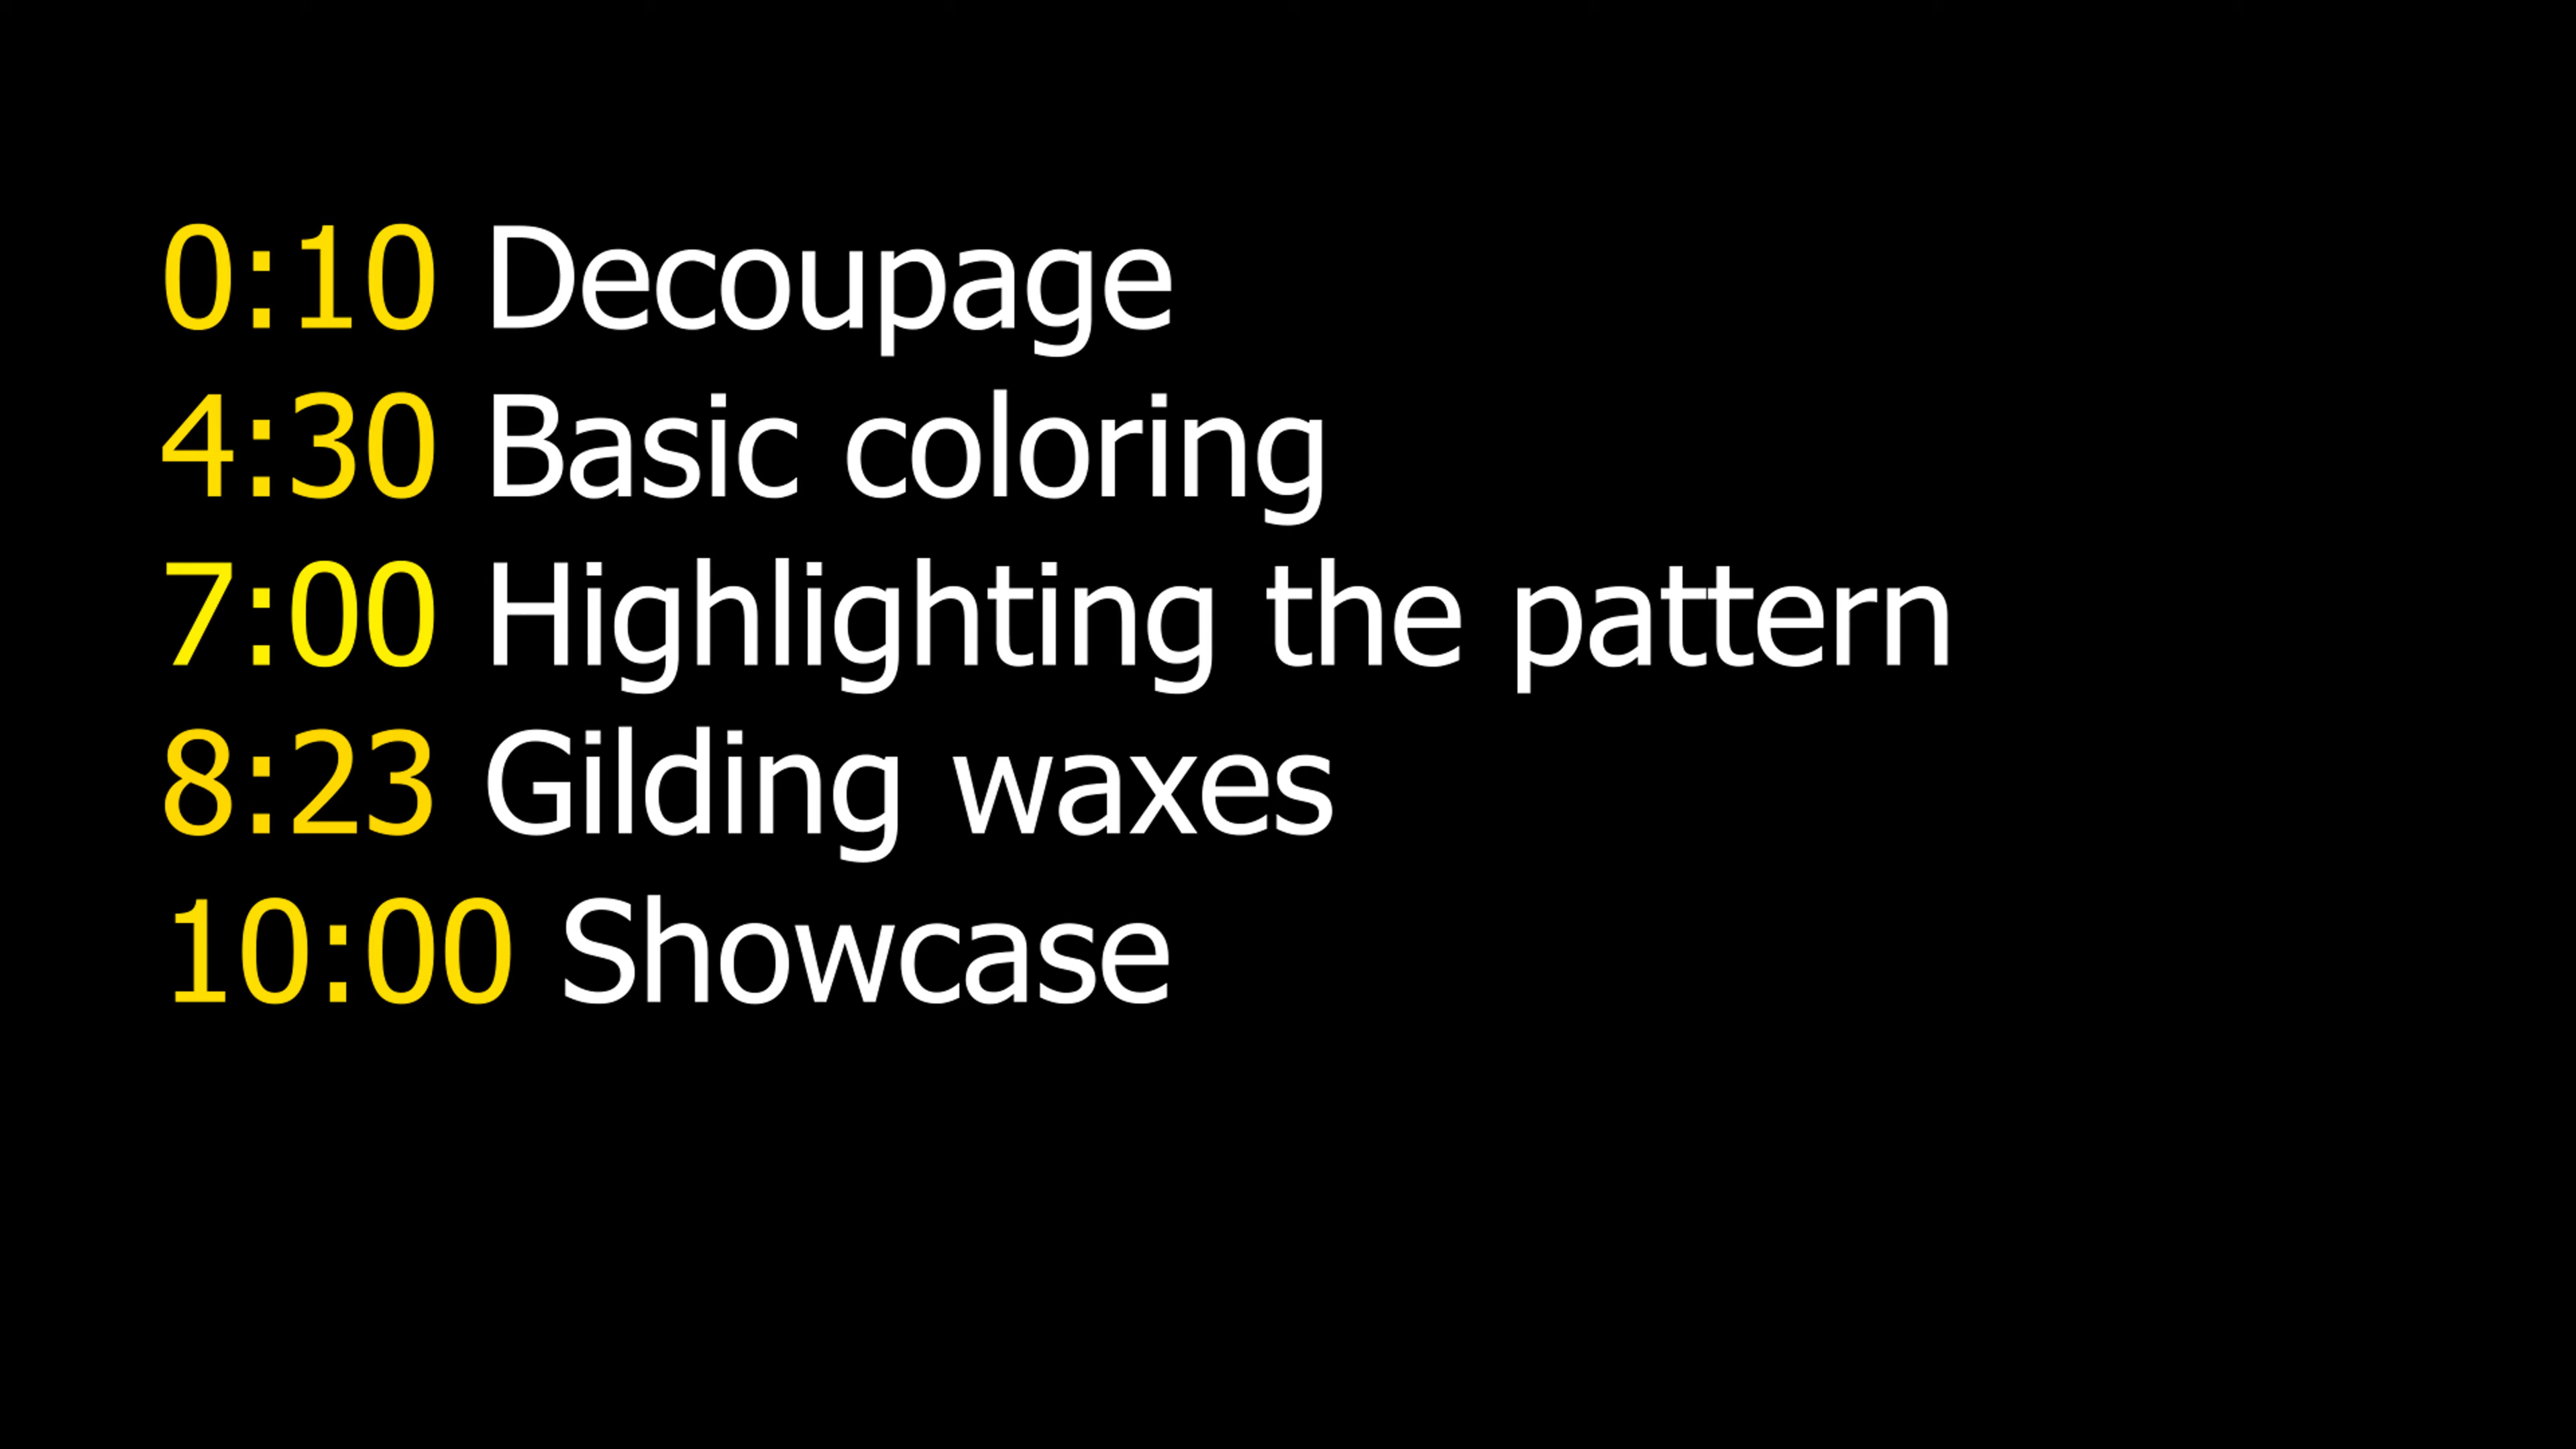 0:10 Decoupage
4:30 Basic coloring
7:00 Highlighting the pattern
8:23 Gilding waxes
10:00 Showcase